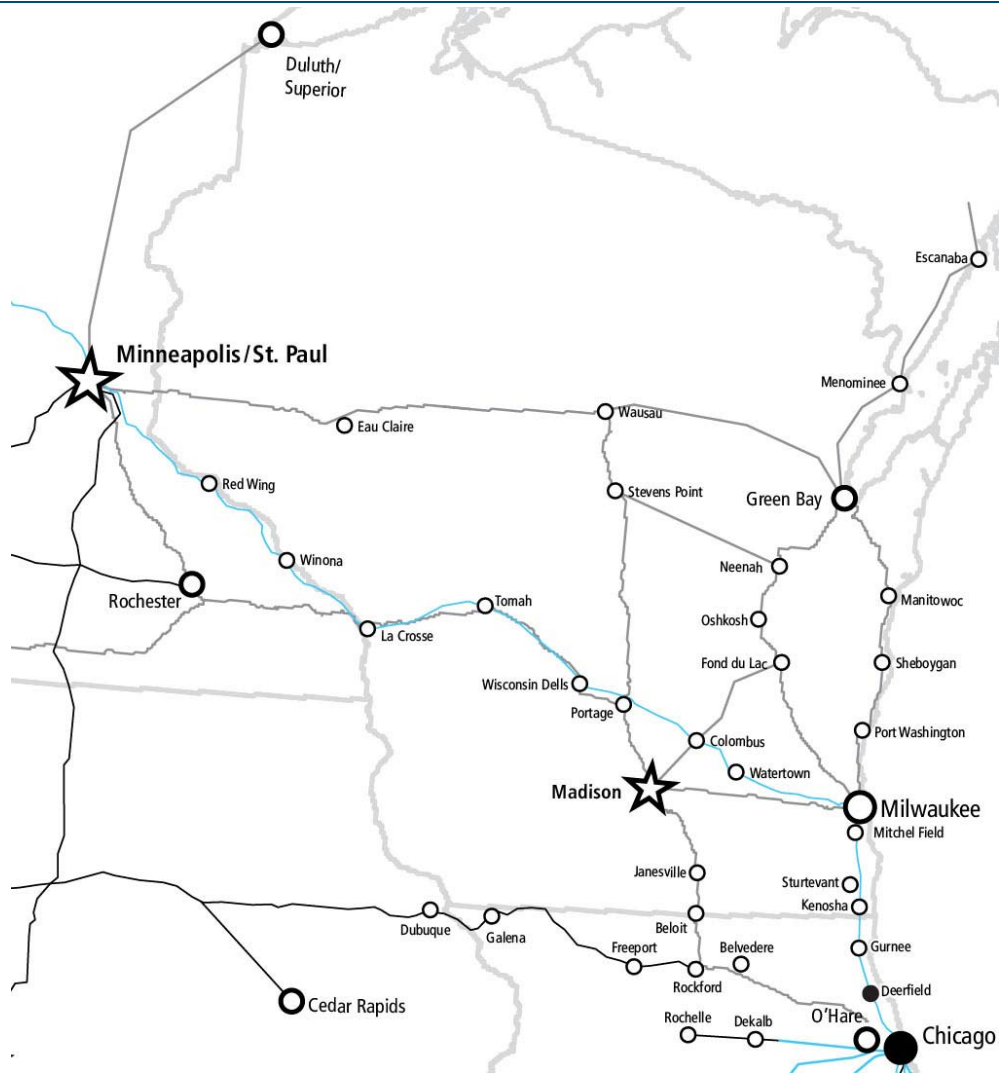 Duluth/
Superior
Escanaba
Minneapolis/St. Paul
Menominee
Wausau
Eau Claire
Red Wing
Stevens Point
Green Bay
Winona
Neenah
Rochester
Tomah
Manitowoc
Oshkosh
La Crosse
Fond du Lac
Sheboygan
Wisconsin Dells
Portage
Port Washington
Colombus
Watertown
Madison
Milwaukee
Mitchel Field
Janesville
Sturtevant
Kenosha
Dubuque
Galena
Beloit
Freeport
Belvedere
Gurnee
Rockford
Deerfield
Cedar Rapids
Rochelle
Dekalb
O'Hare
Chicago